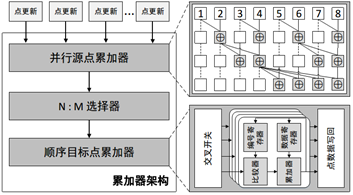 点更新 点更新 点更新 … 点更新
并行源点累加器
N：M 选择器
顺序目标点累加器
累加器架构
1 2 3 4 5 6 7 8
交叉开关
编号寄存器
数据寄存器
比较器
累加器
点数据写回